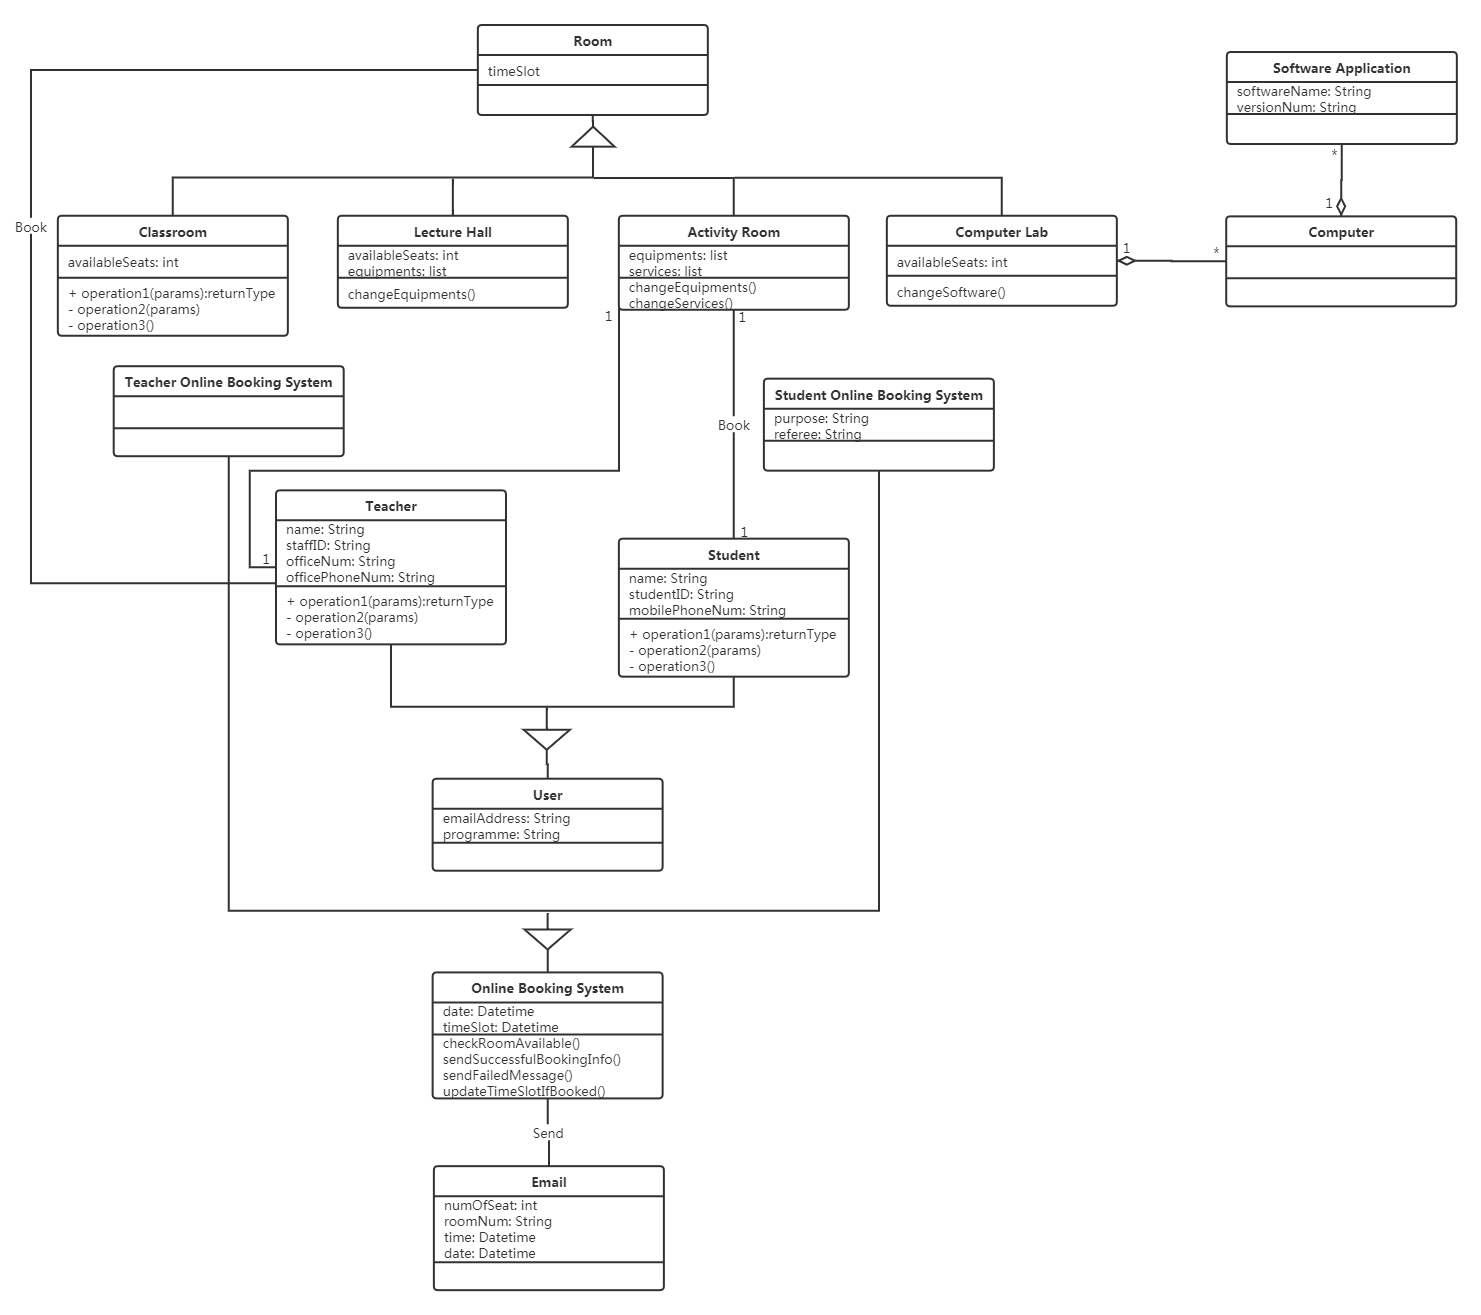 Room
timeSlot
Software Application
softwareName: String
versionNum: String
*
1
Book
Classroom
availableSeats: int
+ operation1(params):returnType
- operation2(params)
- operation3()
Lecture Hall
availableSeats: int
equipments: list
changeEquipments()
Activity Room
equipments: list
services: list
changeEquipments()
changeServices()
1
1
Computer Lab
availableSeats: int
changeSoftware()
1
*
Computer
Teacher Online Booking System
Book
Student Online Booking System
purpose: String
referee: String
Teacher
name: String
staffID: String
officeNum: String
officePhoneNum: String
+ operation1(params):returnType
- operation2(params)
- operation3()
1
1
Student
name: String
studentID: String
mobilePhoneNum: String
+ operation1(params):returnType
- operation2(params)
- operation3()
User
emailAddress: String
programme: String
Online Booking System
date: Datetime
timeSlot: Datetime
checkRoomAvailable()
sendSuccessfulBookingInfo()
sendFailedMessage()
updateTimeSlotIfBooked()
Send
Email
numOfSeat: int
roomNum: String
time: Datetime
date: Datetime